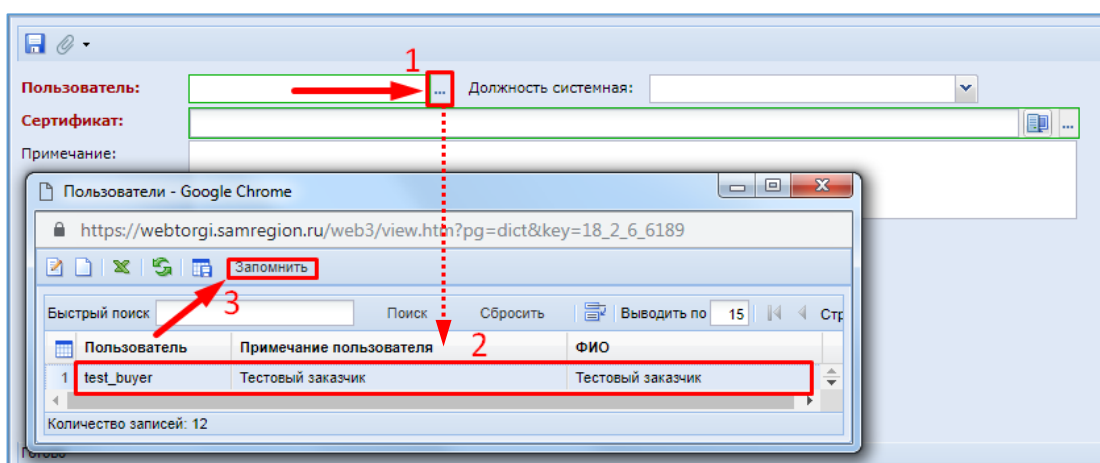 1
Пользователь: ... Должность системная:
Сертификат: ...
Примечание:
Пользователи - Google Chrome
https://webtorgi.samregion.ru/web3/view.htm?pg=dict&key=18_2_6_6189
Запомнить
3
Быстрый поиск Поиск Сбросить Выводить по 15 Стр
Пользователь Примечание пользователя 2 ФИО
1 test_buyer Тестовый заказчик Тестовый заказчик
Количество записей: 12
Готово